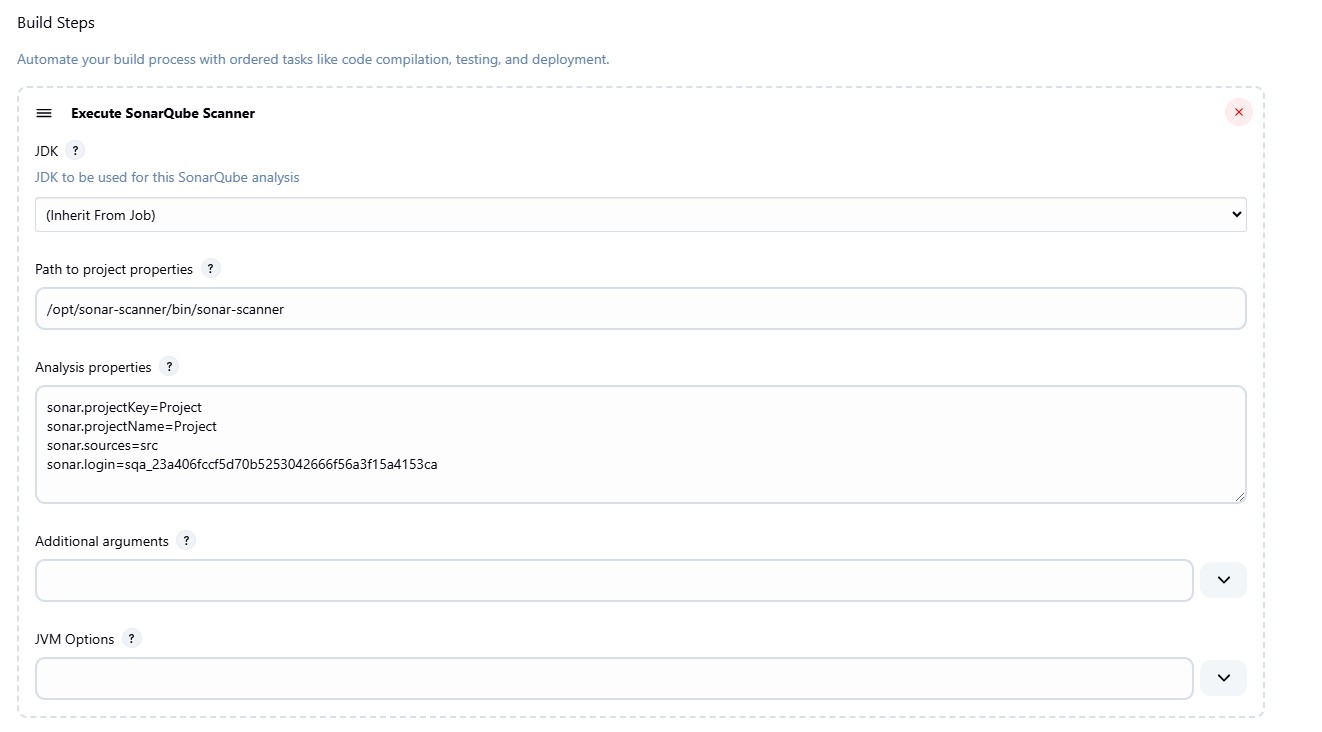 Build Steps
Automate your build process with ordered tasks like code compilation, testing, and deployment.
Execute SonarQube Scanner
JDK ?
JDK to be used for this SonarQube analysis
(Inherit From Job)
Path to project properties ?
/opt/sonar-scanner/bin/sonar-scanner
Analysis properties ?
sonar.projectKey=Project
sonar.projectName=Project
sonar.sources=src
sonar.login=sqa_23a406fccf5d70b5253042666f56a3f15a4153ca
Additional arguments ?
JVM Options ?